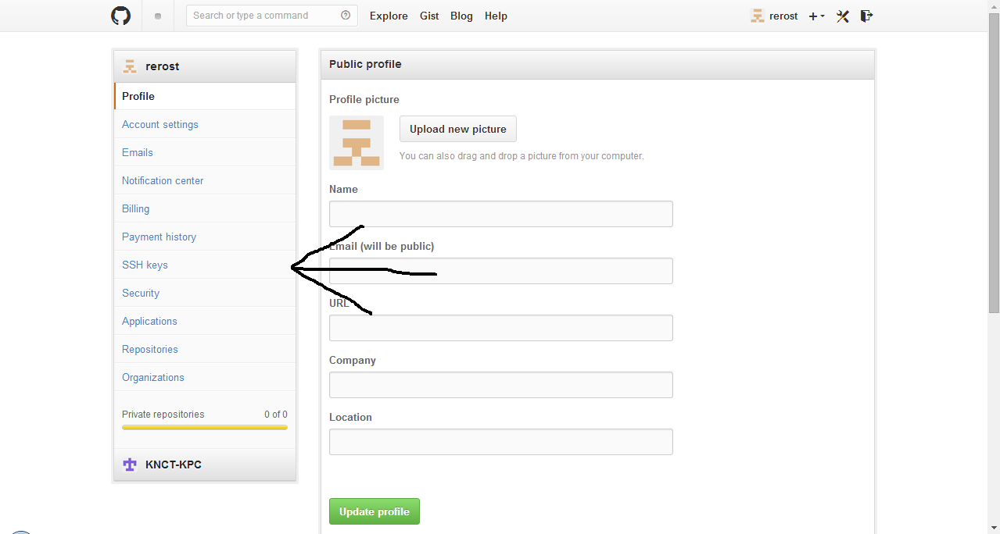 Search or type a command
Explore Gist Blog Help
rerost
rerost
Profile
Account settings
Emails
Notification center
Billing
Payment history
SSH keys
Security
Applications
Repositories
Organizations
Private repositories 0 of 0
KNCT-KPC
Public profile
Profile picture
Upload new picture
You can also drag and drop a picture from your computer.
Name
Email (will be public)
URL
Company
Location
Update profile